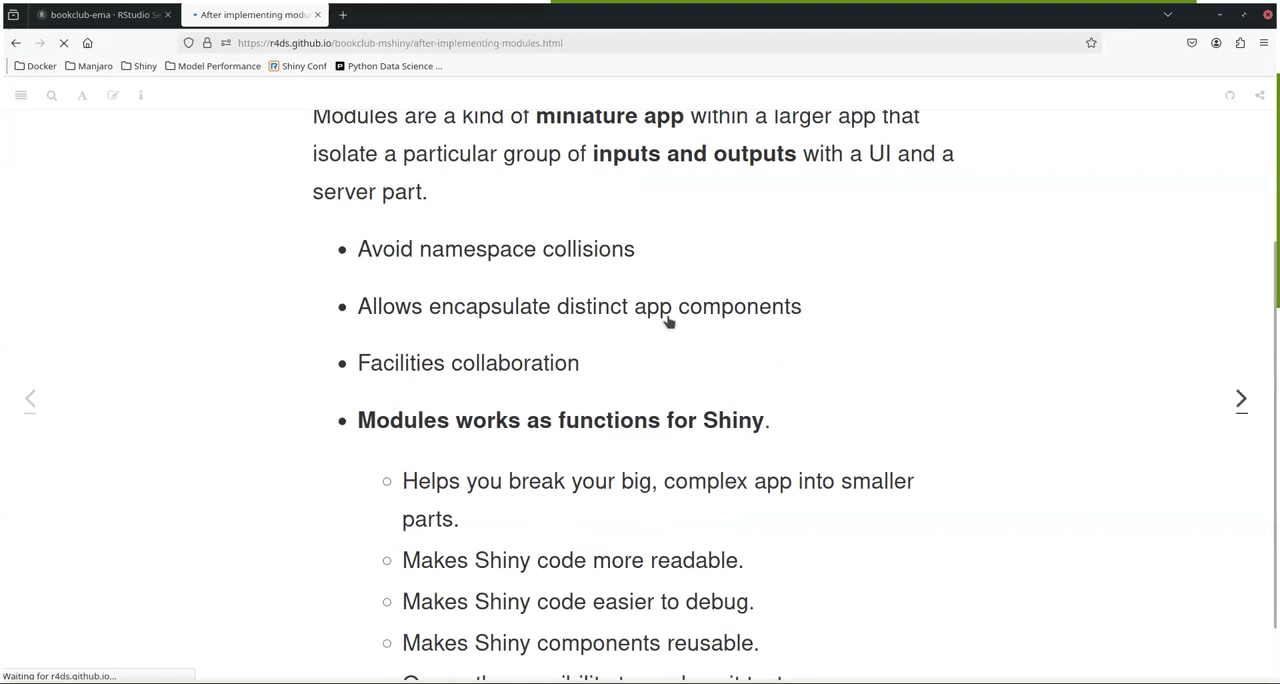 bookclub-ema · RStudio Se
After implementing modu
https://r4ds.github.io/bookclub-mshiny/after-implementing-modules.html
Docker Manjaro Shiny Model Performance Shiny Conf Python Data Science ...
Modules are a kind of miniature app within a larger app that
isolate a particular group of inputs and outputs with a UI and a
server part.
Avoid namespace collisions
Allows encapsulate distinct app components
Facilities collaboration
Modules works as functions for Shiny.
Helps you break your big, complex app into smaller
parts.
Makes Shiny code more readable.
Makes Shiny code easier to debug.
Makes Shiny components reusable.
Waiting for r4ds.github.io...